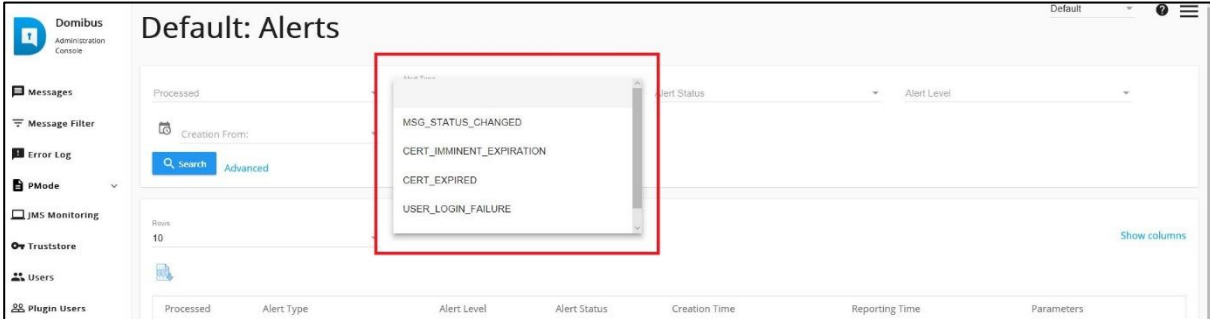 Domibus
Administration
Console
Default: Alerts
Default
Messages
Message Filter
Error Log
PMode
JMS Monitoring
Truststore
Users
Plugin Users
Processed
Alert Type
Alert Status
Alert Level
Creation From:
Search
Advanced
MSG_STATUS_CHANGED
CERT_IMMINENT_EXPIRATION
CERT_EXPIRED
USER_LOGIN_FAILURE
Rows
10
Show columns
Processed Alert Type Alert Level Alert Status Creation Time Reporting Time Parameters